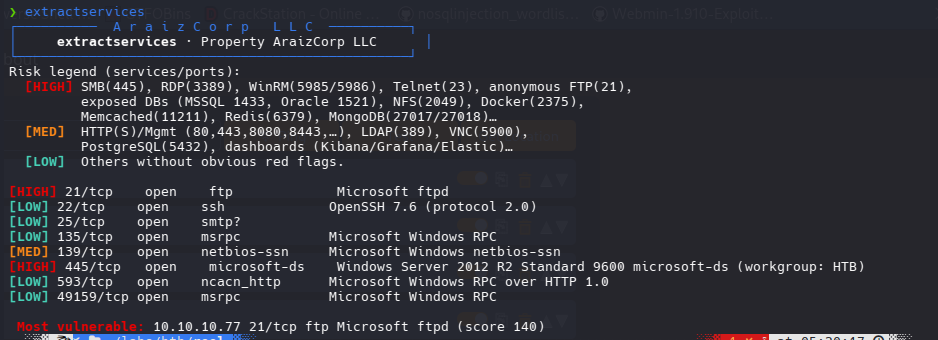 ❯ extractservices
AraizCorp LLC
extractservices · Property AraizCorp LLC
Risk legend (services/ports):
[HIGH] SMB(445), RDP(3389), WinRM(5985/5986), Telnet(23), anonymous FTP(21),
exposed DBs (MSSQL 1433, Oracle 1521), NFS(2049), Docker(2375),
Memcached(11211), Redis(6379), MongoDB(27017/27018)…
[MED] HTTP(S)/Mgmt (80,443,8080,8443,…), LDAP(389), VNC(5900),
PostgreSQL(5432), dashboards (Kibana/Grafana/Elastic)…
[LOW] Others without obvious red flags.
[HIGH] 21/tcp open ftp Microsoft ftpd
[LOW] 22/tcp open ssh OpenSSH 7.6 (protocol 2.0)
[LOW] 25/tcp open smtp?
[LOW] 135/tcp open msrpc Microsoft Windows RPC
[MED] 139/tcp open netbios-ssn Microsoft Windows netbios-ssn
[HIGH] 445/tcp open microsoft-ds Windows Server 2012 R2 Standard 9600 microsoft-ds (workgroup: HTB)
[LOW] 593/tcp open ncacn_http Microsoft Windows RPC over HTTP 1.0
[LOW] 49159/tcp open msrpc Microsoft Windows RPC
Most vulnerable: 10.10.10.77 21/tcp ftp Microsoft ftpd (score 140)